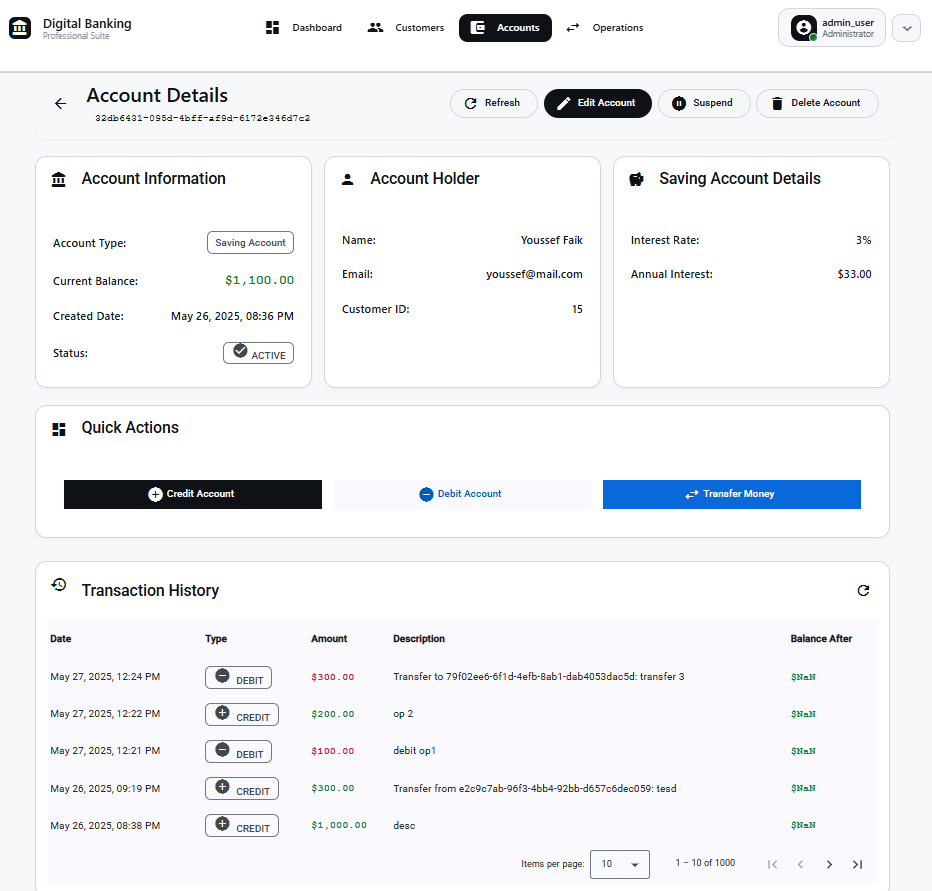 Digital Banking
Professional Suite
Dashboard
Customers
Accounts
Operations
admin_user
Administrator
Account Details
32db6431-095d-4bff-af9d-6172e346d7c2
Refresh
Edit Account
Suspend
Delete Account
Account Information
Account Type: Saving Account
Current Balance: $1,100.00
Created Date: May 26, 2025, 08:36 PM
Status: ACTIVE
Account Holder
Name: Youssef Faik
Email: youssef@mail.com
Customer ID: 15
Saving Account Details
Interest Rate: 3%
Annual Interest: $33.00
Quick Actions
Credit Account
Debit Account
Transfer Money
Transaction History
Date Type Amount Description Balance After
May 27, 2025, 12:24 PM DEBIT $300.00 Transfer to 79f02ee6-6f1d-4efb-8ab1-dab4053dac5d: transfer 3 $NaN
May 27, 2025, 12:22 PM CREDIT $200.00 op 2 $NaN
May 27, 2025, 12:21 PM DEBIT $100.00 debit op1 $NaN
May 26, 2025, 09:19 PM CREDIT $300.00 Transfer from e2c9c7ab-96f3-4bb4-92bb-d657c6dec059: tesd $NaN
May 26, 2025, 08:38 PM CREDIT $1,000.00 desc $NaN
Items per page: 10 1 – 10 of 1000